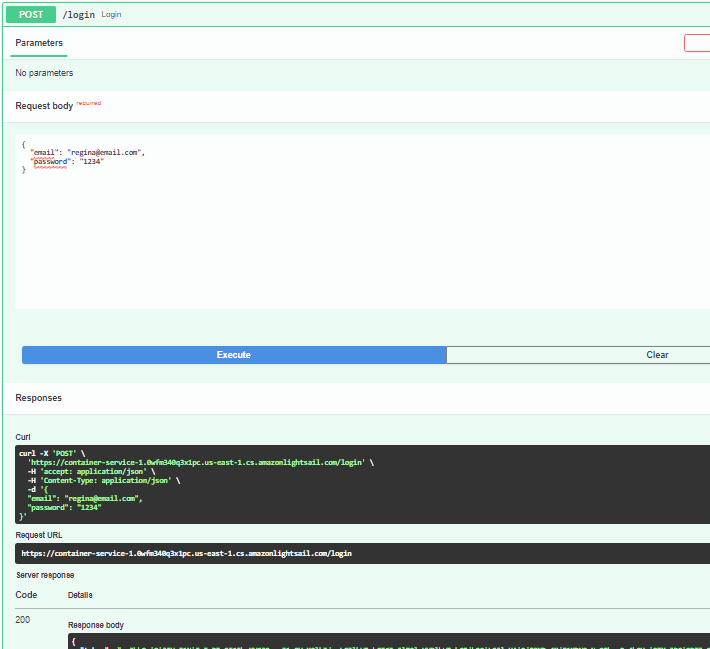 POST /login Login
Parameters
No parameters
Request body required
{
"email": "regina@email.com",
"password": "1234"
}
Execute Clear
Responses
Curl
curl -X 'POST' \
'https://container-service-1.0wfm340q3x1pc.us-east-1.cs.amazonlightsail.com/login' \
-H 'accept: application/json' \
-H 'Content-Type: application/json' \
-d '{
"email": "regina@email.com",
"password": "1234"
}'
Request URL
https://container-service-1.0wfm340q3x1pc.us-east-1.cs.amazonlightsail.com/login
Server response
Code Details
200
Response body
{